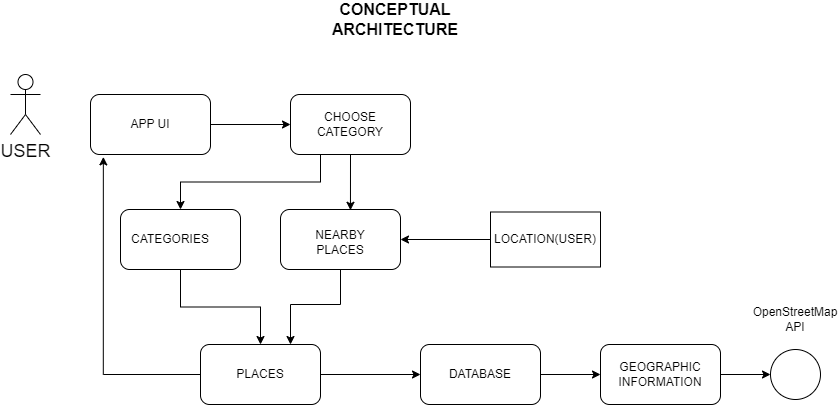 CONCEPTUAL
ARCHITECTURE
USER
APP UI
CHOOSE
CATEGORY
CATEGORIES
NEARBY
PLACES
LOCATION(USER)
PLACES
DATABASE
GEOGRAPHIC
INFORMATION
OpenStreetMap
API